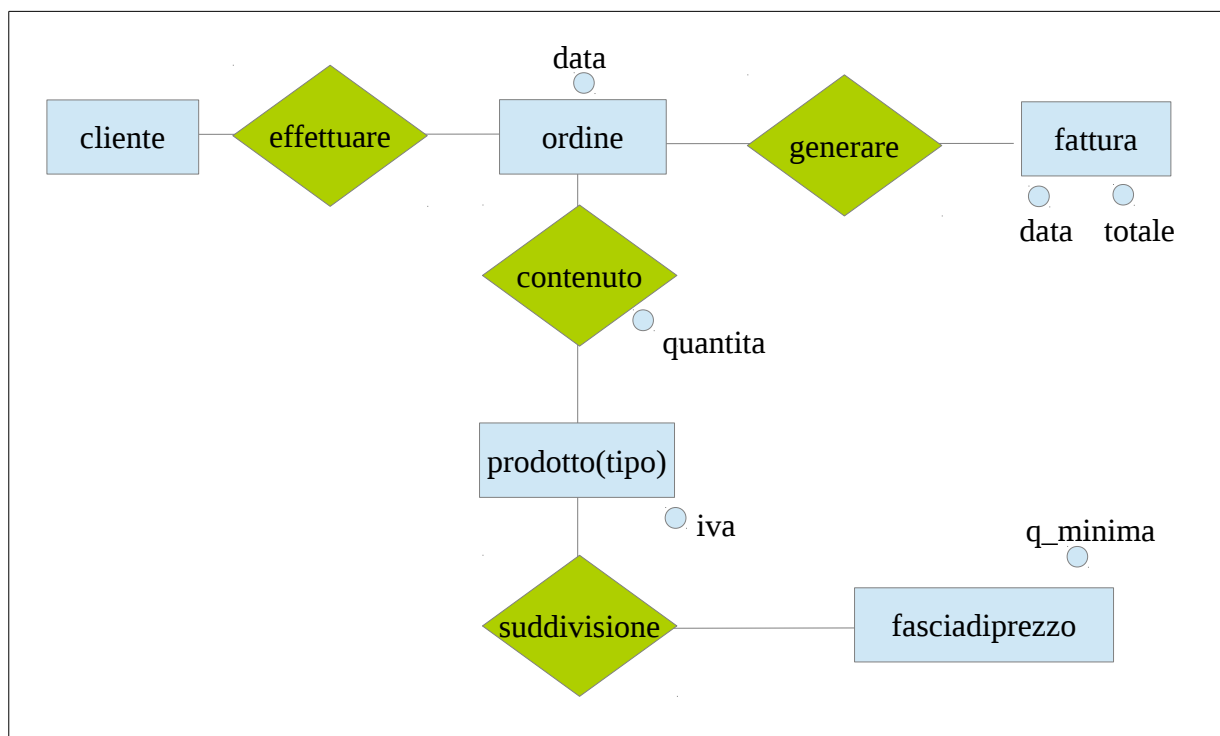 data
cliente
effettuare
ordine
generare
fattura
data
totale
contenuto
quantita
prodotto(tipo)
iva
q_minima
suddivisione
fasciadiprezzo